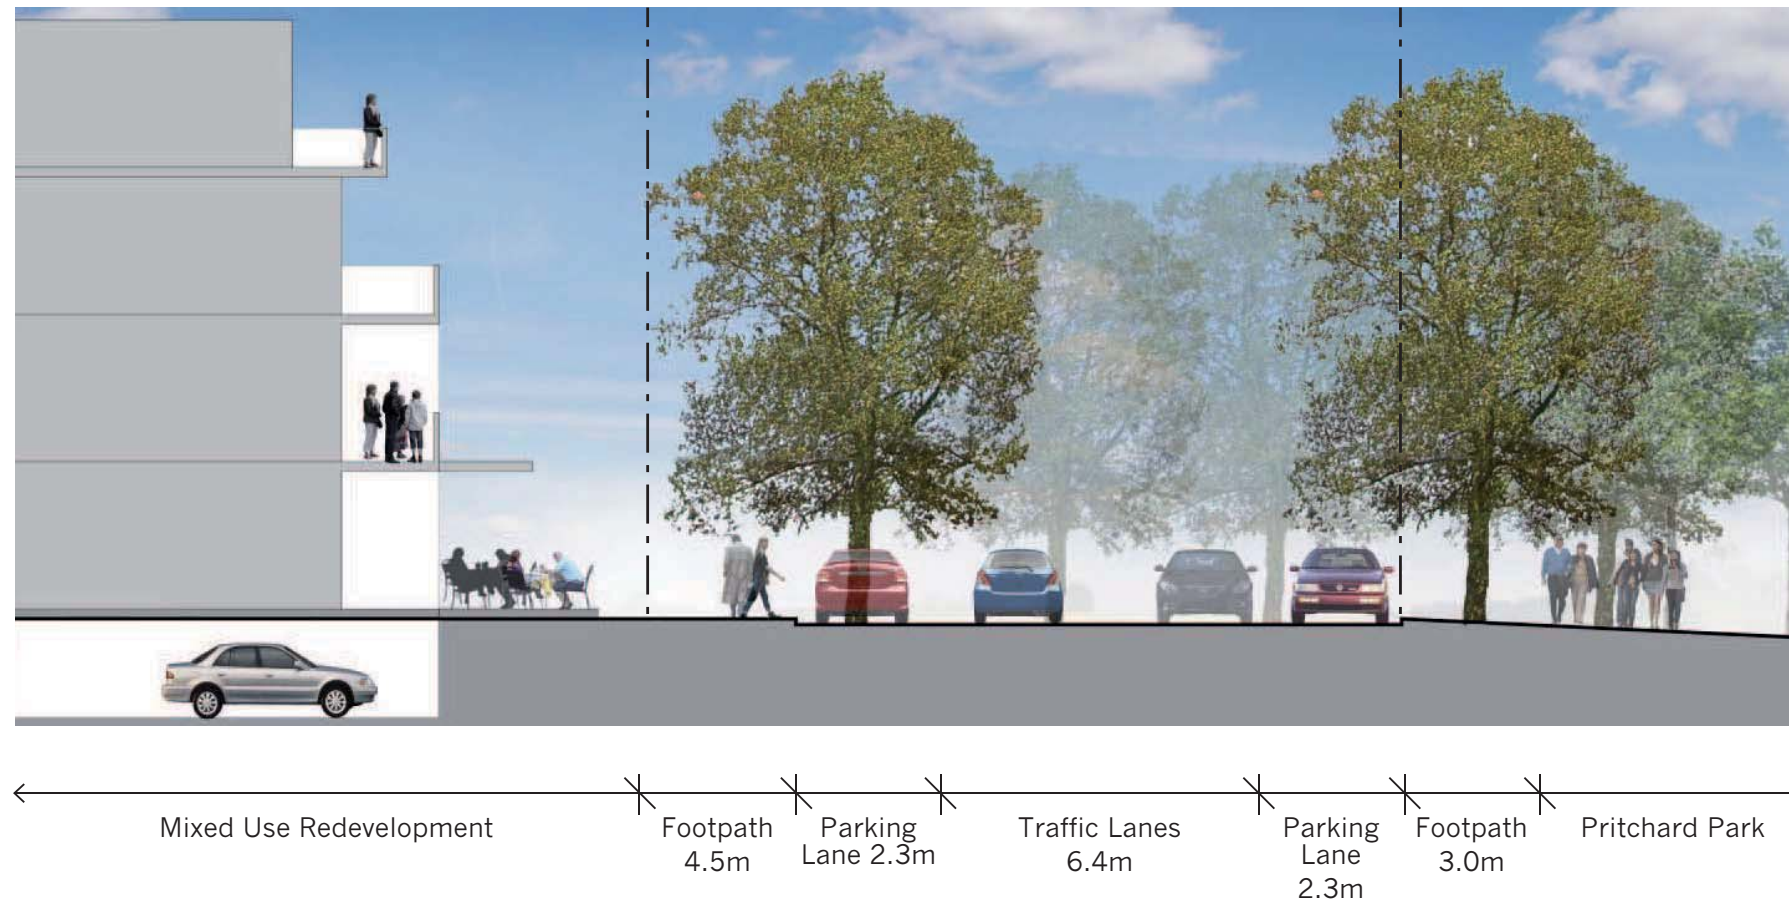 Mixed Use Redevelopment
Footpath
4.5m
Parking
Lane 2.3m
Traffic Lanes
6.4m
Parking
Lane
2.3m
Footpath
3.0m
Pritchard Park